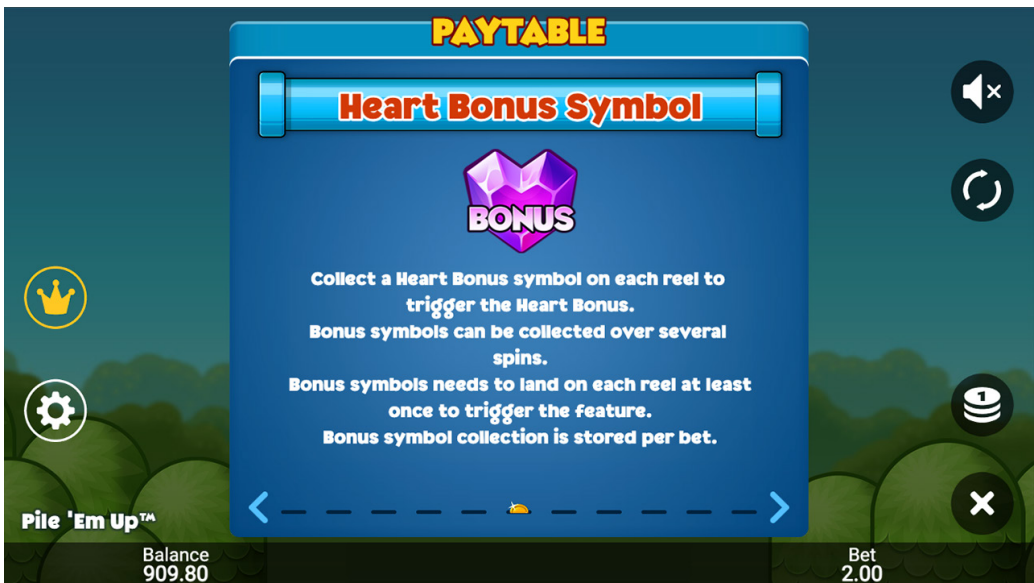 PAYTABLE
Heart Bonus Symbol
BONUS
Collect a Heart Bonus symbol on each reel to
trigger the Heart Bonus.
Bonus symbols can be collected over several
spins.
Bonus symbols needs to land on each reel at least
once to trigger the feature.
Bonus symbol collection is stored per bet.
1
Pile 'Em Up™
Balance
909.80
Bet
2.00